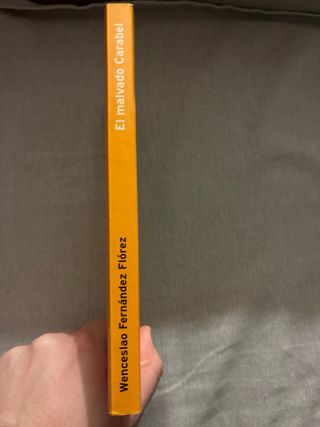 Wenceslao Fernández Flórez
El malvado Carabel